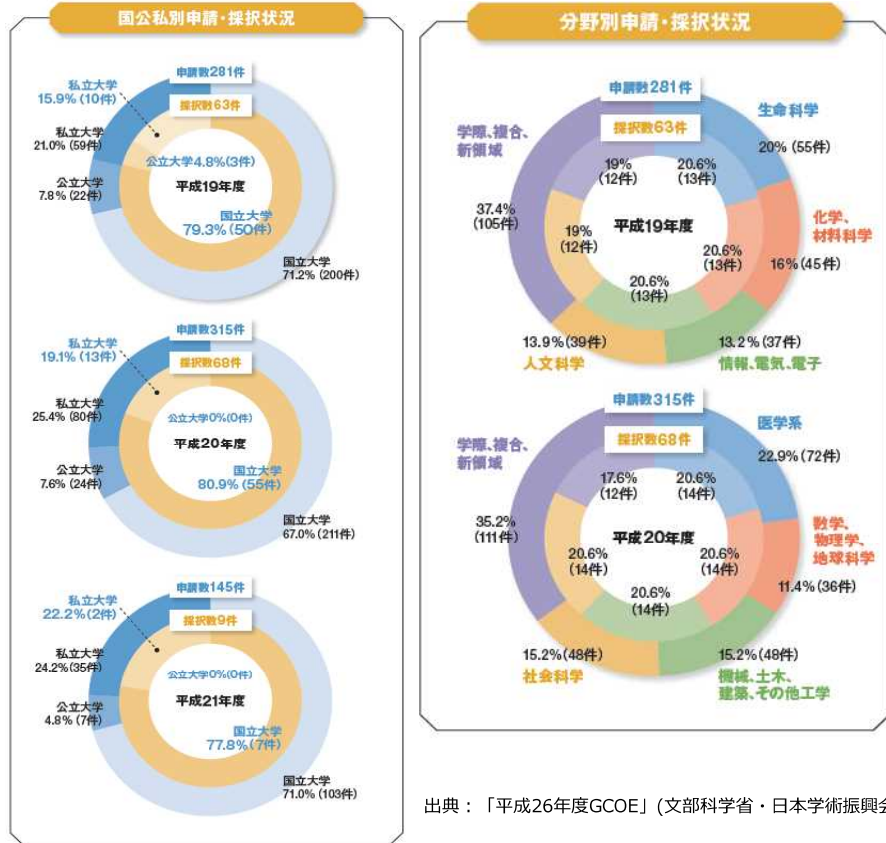 国公私別申請・採択状況
申請数281件
採択数63件
私立大学
15.9%(10件)
私立大学
21.0%(59件)
公立大学
7.8%(22件)
公立大学4.8%(3件)
平成19年度
国立大学
79.3%(50件)
国立大学
71.2%(200件)
申請数315件
採択数68件
私立大学
19.1%(13件)
私立大学
25.4%(80件)
公立大学
7.6%(24件)
公立大学0%(0件)
平成20年度
国立大学
80.9%(55件)
国立大学
67.0%(211件)
申請数145件
採択数9件
私立大学
22.2%(2件)
私立大学
24.2%(35件)
公立大学
4.8%(7件)
公立大学0%(0件)
平成21年度
国立大学
77.8%(7件)
国立大学
71.0%(103件)
分野別申請・採択状況
申請数281件
採択数63件
学際、複合、
新領域
37.4%
(105件)
生命科学
20%(55件)
化学、
材料科学
16%(45件)
13.2%(37件)
情報、電気、電子
13.9%(39件)
人文科学
19%
(12件)
20.6%
(13件)
19%
(12件)
20.6%
(13件)
20.6%
(13件)
平成19年度
申請数315件
採択数68件
学際、複合、
新領域
35.2%
(111件)
医学系
22.9%(72件)
数学、
物理学、
地球科学
11.4%(36件)
15.2%(48件)
機械、土木、
建築、その他工学
15.2%(48件)
社会科学
17.6%
(12件)
20.6%
(14件)
20.6%
(14件)
20.6%
(14件)
20.6%
(14件)
平成20年度
出典：「平成26年度GCOE」(文部科学省・日本学術振興会